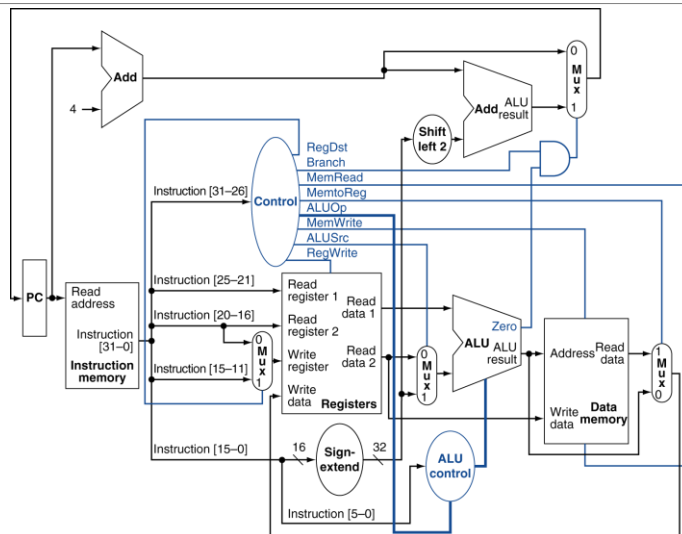 0
M
u
x
1
Add
4
Add
ALU
result
Shift
left 2
RegDst
Branch
MemRead
MemtoReg
ALUOp
MemWrite
ALUSrc
RegWrite
Control
Instruction [31–26]
PC
Read
address
Instruction
[31–0]
Instruction
memory
Instruction [25–21]
Instruction [20–16]
Instruction [15–11]
0
M
u
x
1
Read
register 1
Read
register 2
Write
register
Write
data
Read
data 1
Read
data 2
Registers
0
M
u
x
1
Zero
ALU
ALU
result
Address
Read
data
Write
data
Data
memory
1
M
u
x
0
Instruction [15–0]
16
Sign-
extend
32
ALU
control
Instruction [5–0]